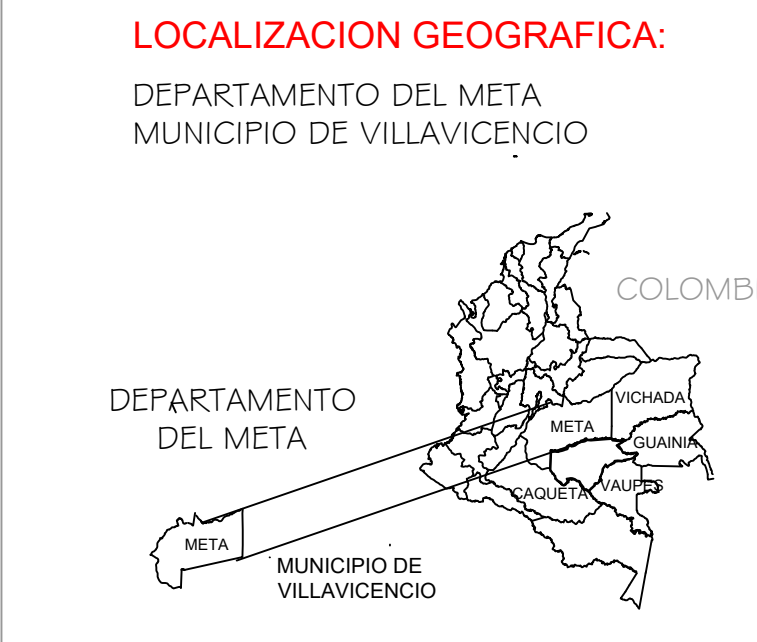 LOCALIZACION GEOGRAFICA:
DEPARTAMENTO DEL META
MUNICIPIO DE VILLAVICENCIO
COLOMBI
DEPARTAMENTO
DEL META
VICHADA
META
GUAINIA
CAQUETA
VAUPES
META
MUNICIPIO DE
VILLAVICENCIO